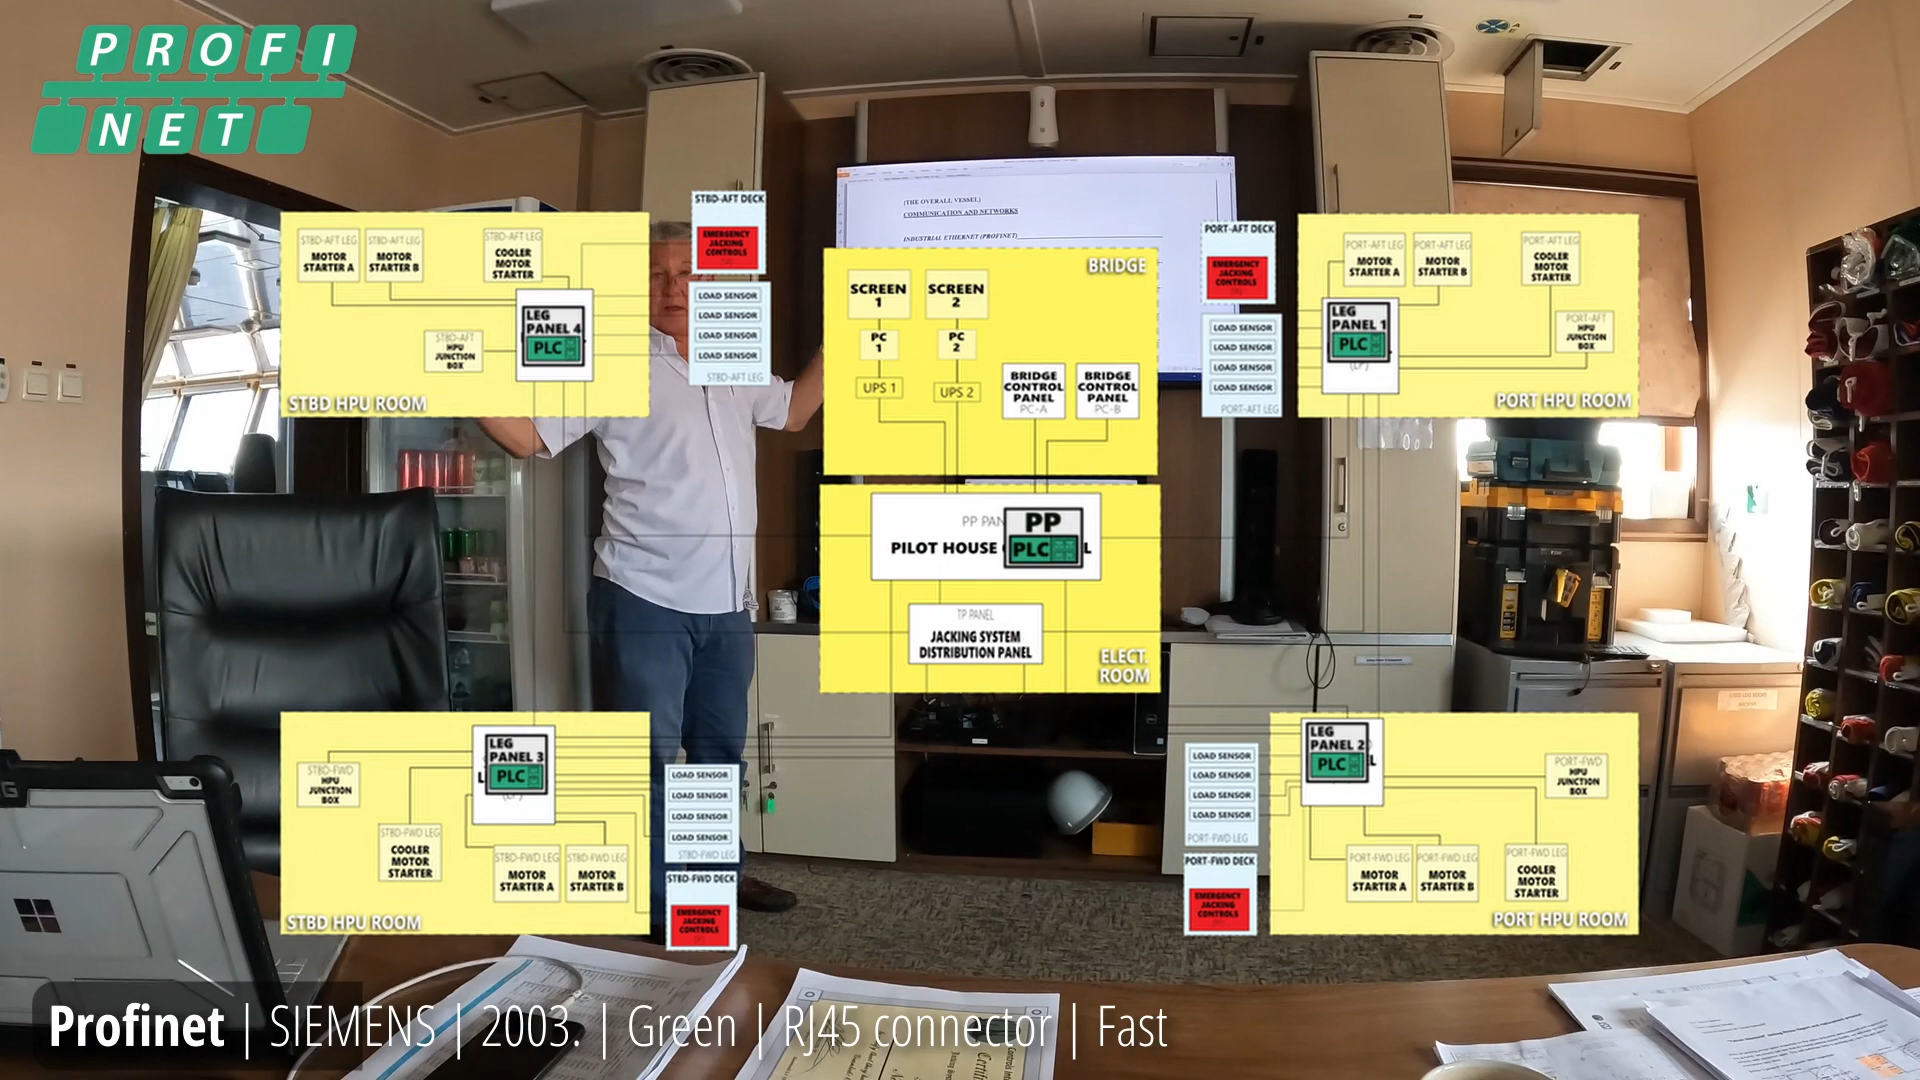 PROFI
NET
(THE OVERALL VESSEL)
COMMUNICATION AND NETWORKS
INDUSTRIAL ETHERNET (PROFINET)
STBD-AFT LEG
MOTOR
STARTER A
STBD-AFT LEG
MOTOR
STARTER B
STBD-AFT LEG
COOLER
MOTOR
STARTER
LEG
PANEL 4
PLC
STBD-AFT
HPU
JUNCTION
BOX
STBD HPU ROOM
STBD-AFT DECK
EMERGENCY
JACKING
CONTROLS
LOAD SENSOR
LOAD SENSOR
LOAD SENSOR
LOAD SENSOR
STBD-AFT LEG
BRIDGE
SCREEN
1
SCREEN
2
PC
1
PC
2
UPS 1
UPS 2
BRIDGE
CONTROL
PANEL
PC-A
BRIDGE
CONTROL
PANEL
PC-B
PORT-AFT DECK
EMERGENCY
JACKING
CONTROLS
LOAD SENSOR
LOAD SENSOR
LOAD SENSOR
LOAD SENSOR
PORT-AFT LEG
PORT-AFT LEG
MOTOR
STARTER A
PORT-AFT LEG
MOTOR
STARTER B
PORT-AFT LEG
COOLER
MOTOR
STARTER
LEG
PANEL 1
PLC
PORT-AFT
HPU
JUNCTION
BOX
PORT HPU ROOM
PP PAN
PILOT HOUSE
L
PP
PLC
TP PANEL
JACKING SYSTEM
DISTRIBUTION PANEL
ELECT.
ROOM
LEG
PANEL 3
PLC
STBD-FWD
HPU
JUNCTION
BOX
STBD-FWD LEG
COOLER
MOTOR
STARTER
STBD-FWD LEG
MOTOR
STARTER A
STBD-FWD LEG
MOTOR
STARTER B
STBD HPU ROOM
LOAD SENSOR
LOAD SENSOR
LOAD SENSOR
LOAD SENSOR
STBD-FWD LEG
STBD-FWD DECK
EMERGENCY
JACKING
CONTROLS
LOAD SENSOR
LOAD SENSOR
LOAD SENSOR
LOAD SENSOR
PORT-FWD LEG
PORT-FWD DECK
EMERGENCY
JACKING
CONTROLS
LEG
PANEL 2
PLC
L
PORT-FWD
HPU
JUNCTION
BOX
PORT-FWD LEG
MOTOR
STARTER A
PORT-FWD LEG
MOTOR
STARTER B
PORT-FWD LEG
COOLER
MOTOR
STARTER
PORT HPU ROOM
Profinet | SIEMENS | 2003. | Green | RJ45 connector | Fast